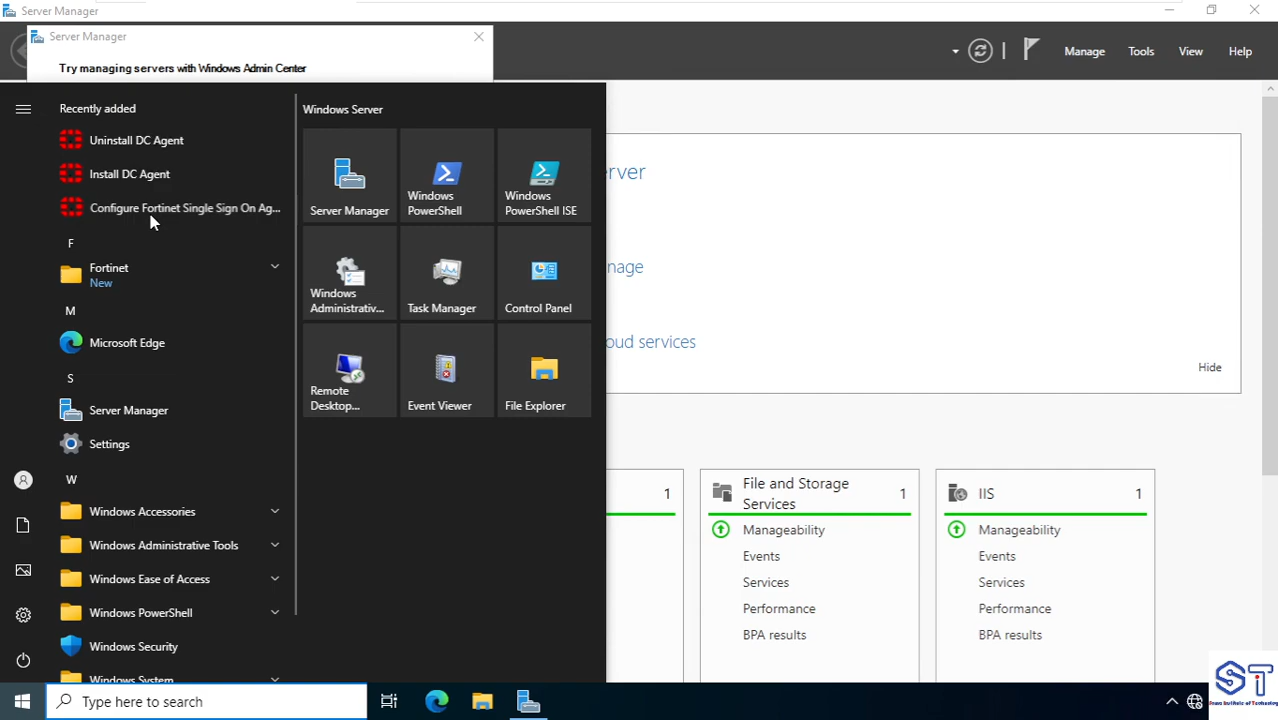 Server Manager
Server Manager
Try managing servers with Windows Admin Center
Manage
Tools
View
Help
Recently added
Uninstall DC Agent
Install DC Agent
Configure Fortinet Single Sign On Ag...
F
Fortinet
New
M
Microsoft Edge
S
Server Manager
Settings
W
Windows Accessories
Windows Administrative Tools
Windows Ease of Access
Windows PowerShell
Windows Security
Windows System
Windows Server
Server Manager
Windows
PowerShell
Windows
PowerShell ISE
Windows
Administrativ...
Task Manager
Control Panel
Remote
Desktop...
Event Viewer
File Explorer
erver
nage
oud services
Hide
1
File and Storage
Services
1
Manageability
Events
Services
Performance
BPA results
IIS
1
Manageability
Events
Services
Performance
BPA results
Type here to search
SIT